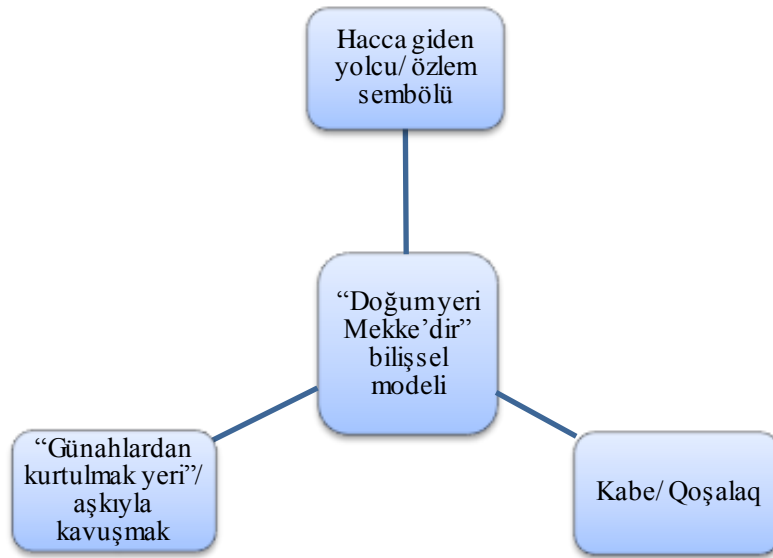 Hacca giden
yolcu/ özlem
sembölü
“Doğum yeri
Mekke’dir”
bilişsel
modeli
“Günahlardan
kurtulmak yeri”/
aşkıyla
kavuşmak
Kabe/ Qoşalaq